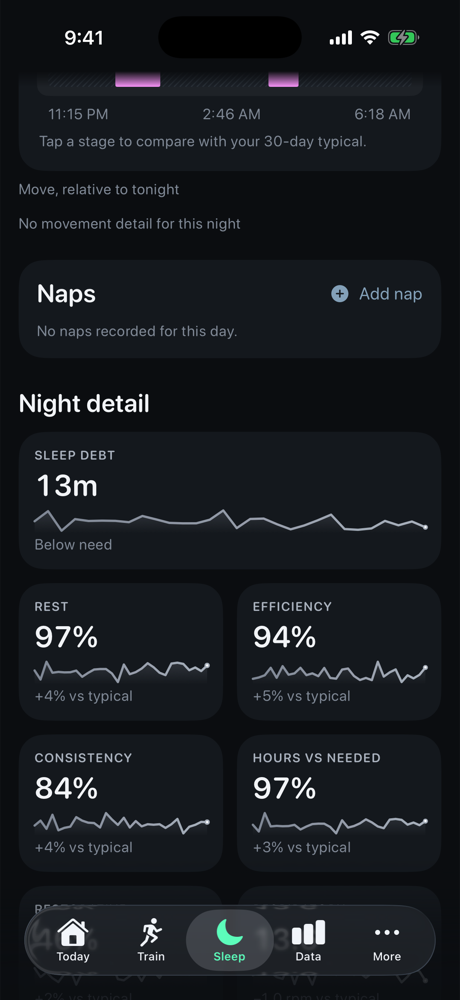 9:41
11:15 PM 2:46 AM 6:18 AM
Tap a stage to compare with your 30-day typical.
Move, relative to tonight
No movement detail for this night
Naps
Add nap
No naps recorded for this day.
Night detail
SLEEP DEBT
13m
Below need
REST
97%
+4% vs typical
EFFICIENCY
94%
+5% vs typical
CONSISTENCY
84%
+4% vs typical
HOURS VS NEEDED
97%
+3% vs typical
Today
Train
Sleep
Data
More